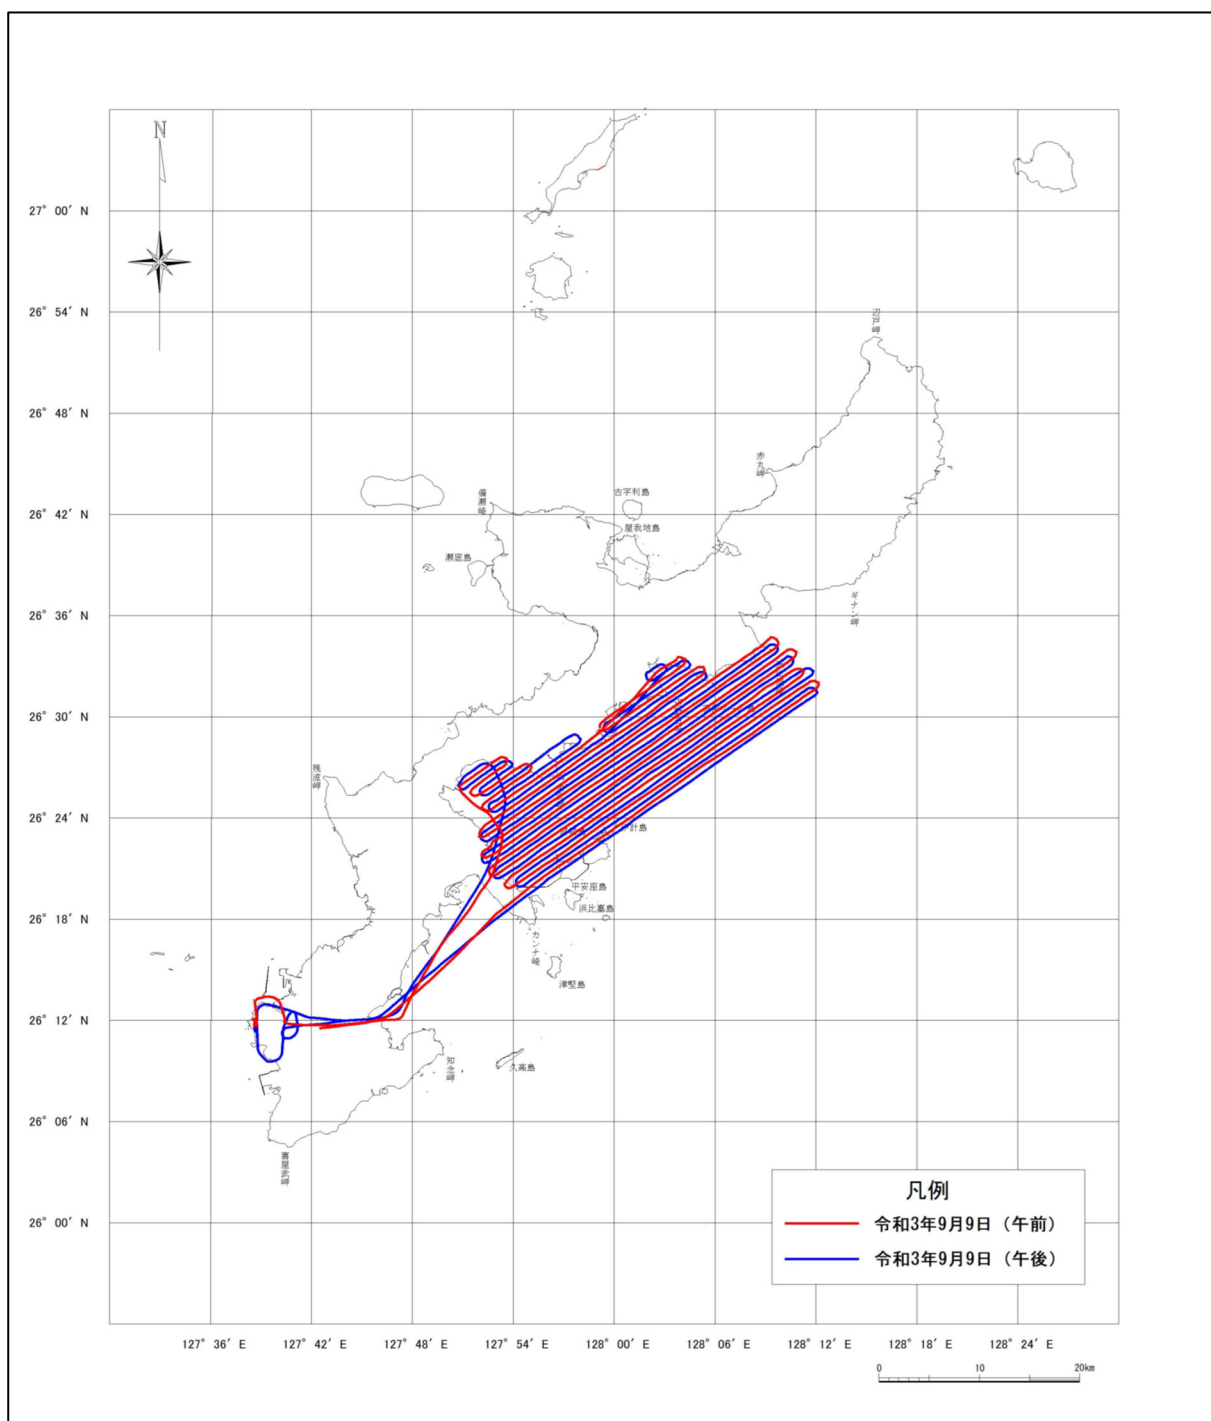 N
27° 00′ N
26° 54′ N
辺戸岬
26° 48′ N
赤丸岬
備瀬崎
古宇利島
26° 42′ N
屋我地島
瀬底島
26° 36′ N
ギナン岬
26° 30′ N
残波岬
26° 24′ N
平安座島
浜比嘉島
26° 18′ N
カンナ崎
津堅島
26° 12′ N
知念岬
久高島
26° 06′ N
喜屋武岬
凡例
26° 00′ N
令和3年9月9日（午前）
令和3年9月9日（午後）
127° 36′ E
127° 42′ E
127° 48′ E
127° 54′ E
128° 00′ E
128° 06′ E
128° 12′ E
128° 18′ E
128° 24′ E
0
10
20km